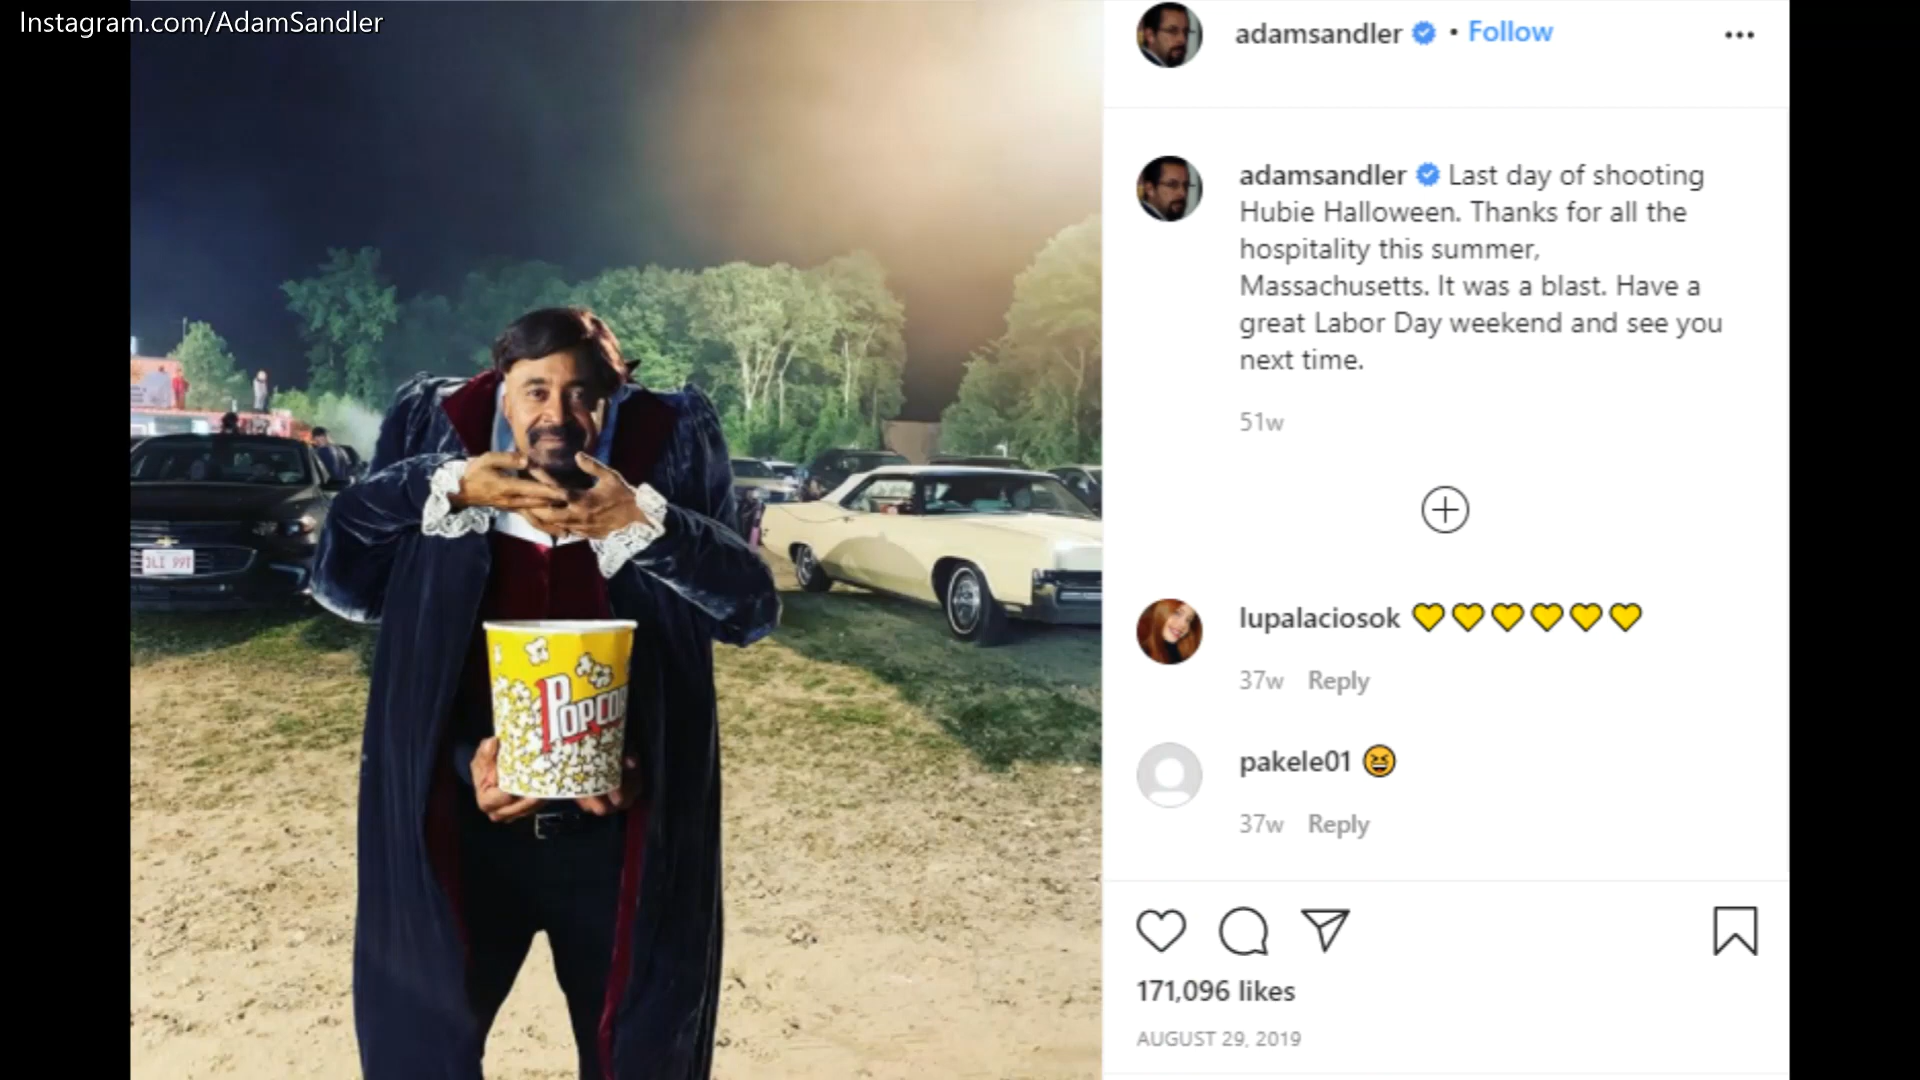 Instagram.com/AdamSandler
adamsandler • Follow
adamsandler Last day of shooting
Hubie Halloween. Thanks for all the
hospitality this summer,
Massachusetts. It was a blast. Have a
great Labor Day weekend and see you
next time.
51w
lupalaciosok 💛💛💛💛💛💛
37w Reply
pakele01 😆
37w Reply
171,096 likes
AUGUST 29, 2019
POPCO